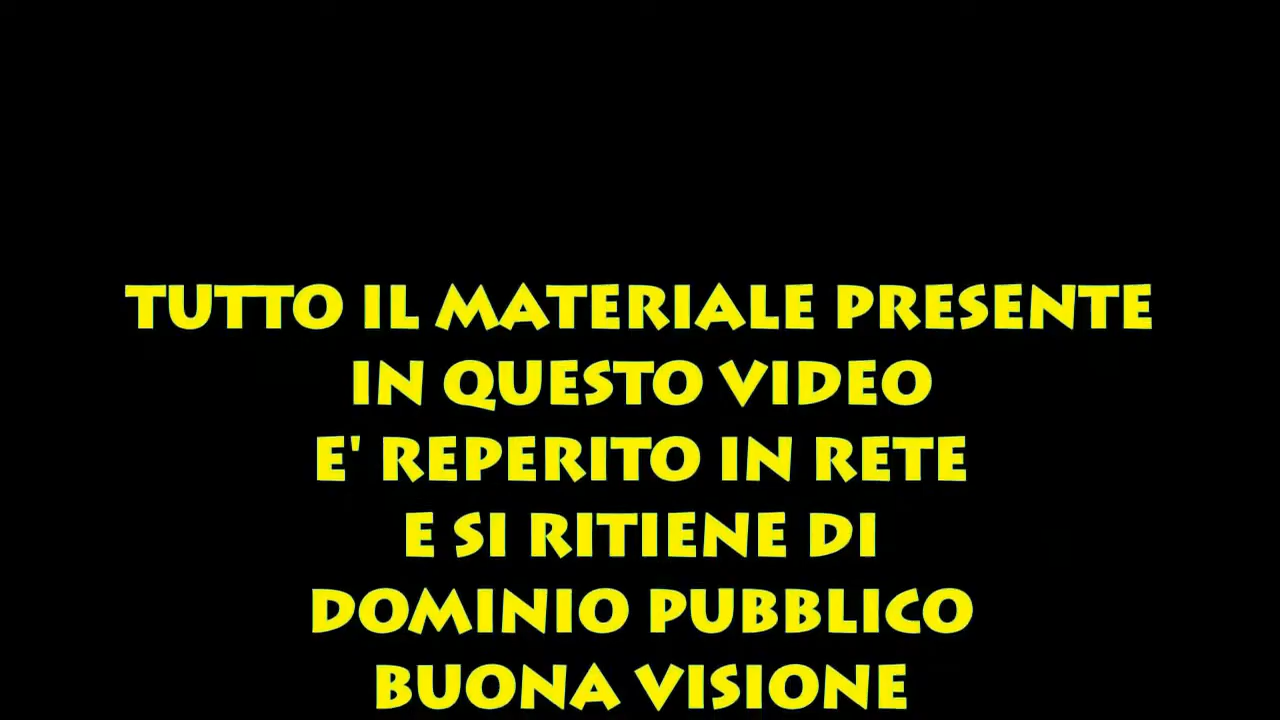 TUTTO IL MATERIALE PRESENTE
IN QUESTO VIDEO
E' REPERITO IN RETE
E SI RITIENE DI
DOMINIO PUBBLICO
BUONA VISIONE